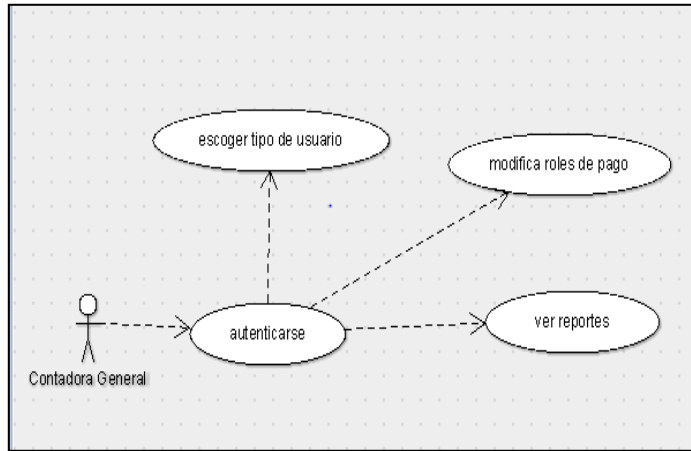 escoger tipo de usuario
modifica roles de pago
autenticarse
ver reportes
Contadora General